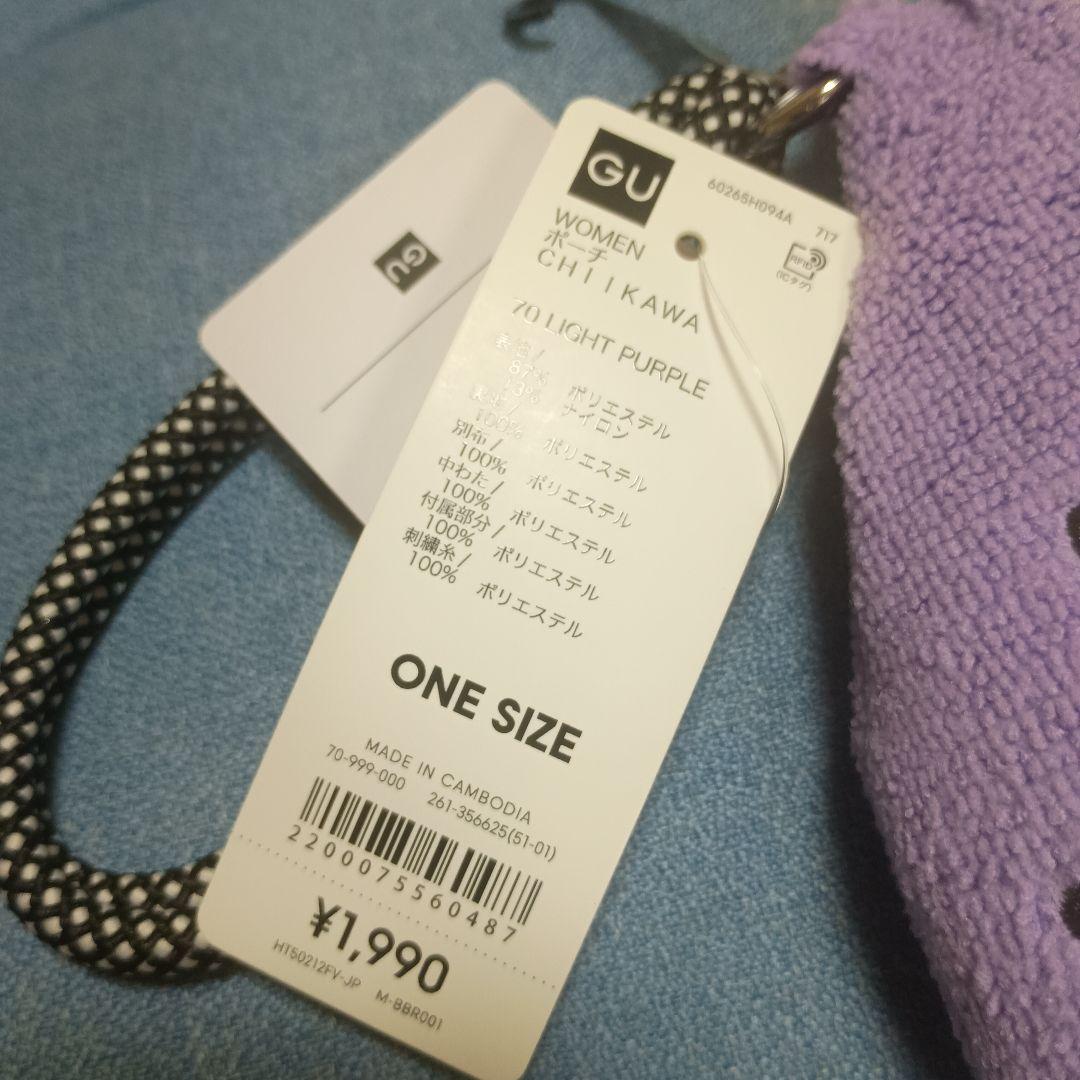 GU
60265H094A 717
RFID
(ICタグ)
WOMEN
ポーチ
CHIIKAWA
70 LIGHT PURPLE
表地/
87% ポリエステル
13% ナイロン
裏地/
100% ポリエステル
別布/
100% ポリエステル
中わた/
100% ポリエステル
付属部分/
100% ポリエステル
刺繍糸/
100% ポリエステル
ONE SIZE
MADE IN CAMBODIA
70-999-000 261-356625(51-01)
2200075560487
¥1,990
HT50212FV-JP M-BBR001
GU